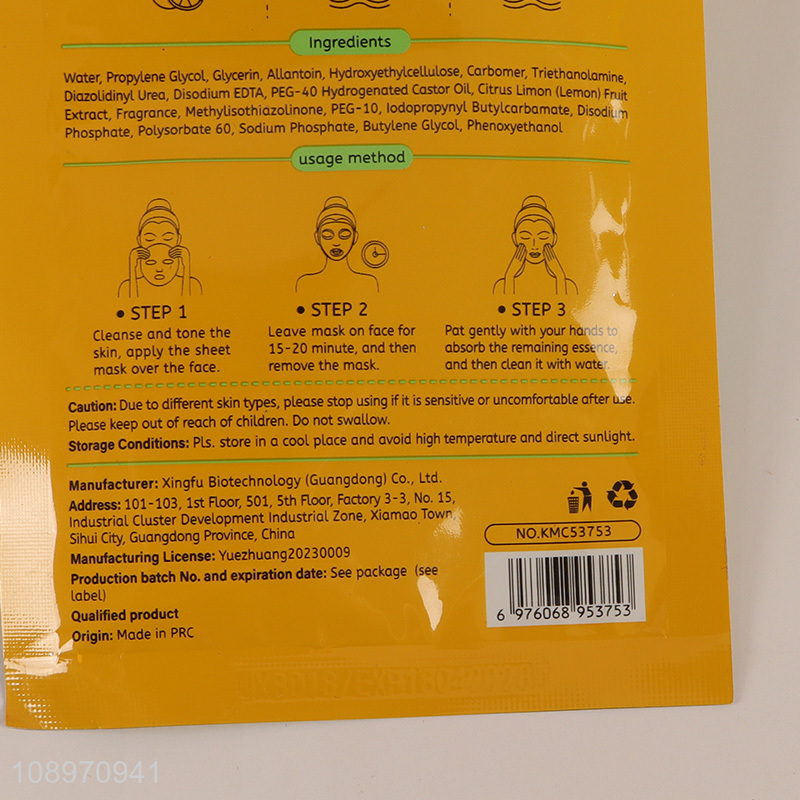 Ingredients
Water, Propylene Glycol, Glycerin, Allantoin, Hydroxyethylcellulose, Carbomer, Triethanolamine,
Diazolidinyl Urea, Disodium EDTA, PEG-40 Hydrogenated Castor Oil, Citrus Limon (Lemon) Fruit
Extract, Fragrance, Methylisothiazolinone, PEG-10, Iodopropynyl Butylcarbamate, Disodium
Phosphate, Polysorbate 60, Sodium Phosphate, Butylene Glycol, Phenoxyethanol
usage method
• STEP 1
Cleanse and tone the
skin, apply the sheet
mask over the face.
• STEP 2
Leave mask on face for
15-20 minute, and then
remove the mask.
• STEP 3
Pat gently with your hands to
absorb the remaining essence,
and then clean it with water.
Caution: Due to different skin types, please stop using if it is sensitive or uncomfortable after use.
Please keep out of reach of children. Do not swallow.
Storage Conditions: Pls. store in a cool place and avoid high temperature and direct sunlight.
Manufacturer: Xingfu Biotechnology (Guangdong) Co., Ltd.
Address: 101-103, 1st Floor, 501, 5th Floor, Factory 3-3, No. 15,
Industrial Cluster Development Industrial Zone, Xiamao Town,
Sihui City, Guangdong Province, China
Manufacturing License: Yuezhuang20230009
Production batch No. and expiration date: See package (see
label)
Qualified product
Origin: Made in PRC
NO.KMC53753
6 976068 953753
108970941